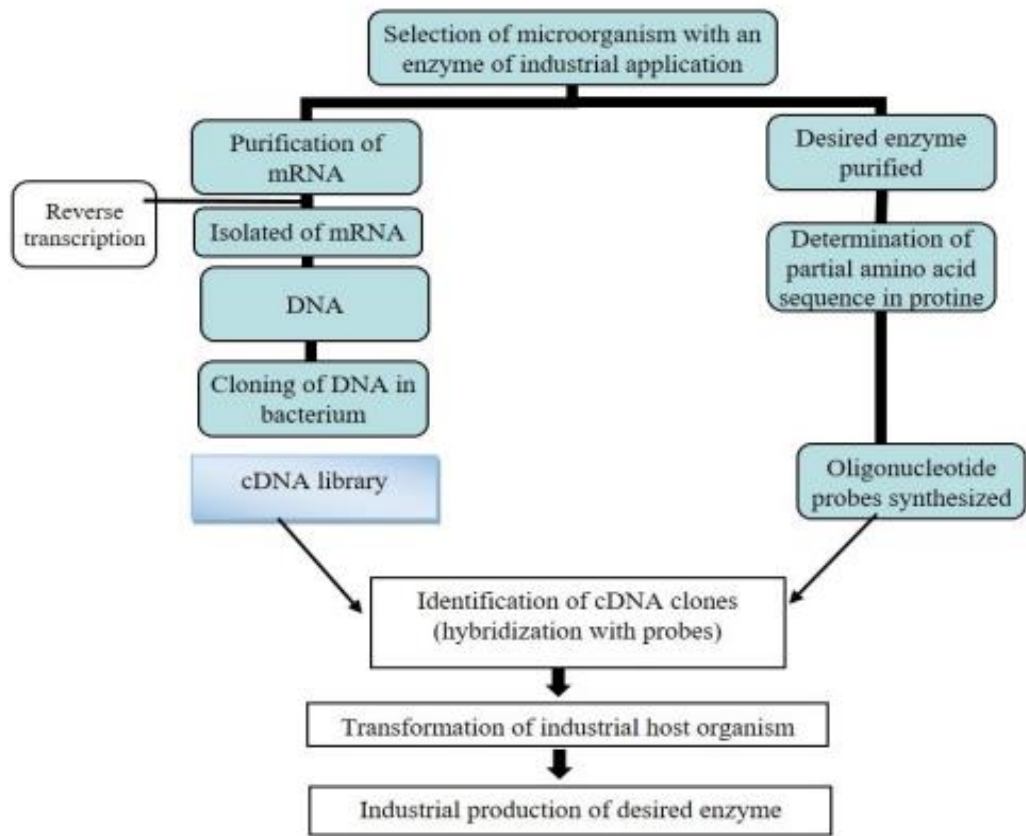 Selection of microorganism with an
enzyme of industrial application
Purification of
mRNA
Reverse
transcription
Isolated of mRNA
DNA
Cloning of DNA in
bacterium
cDNA library
Desired enzyme
purified
Determination of
partial amino acid
sequence in protine
Oligonucleotide
probes synthesized
Identification of cDNA clones
(hybridization with probes)
Transformation of industrial host organism
Industrial production of desired enzyme